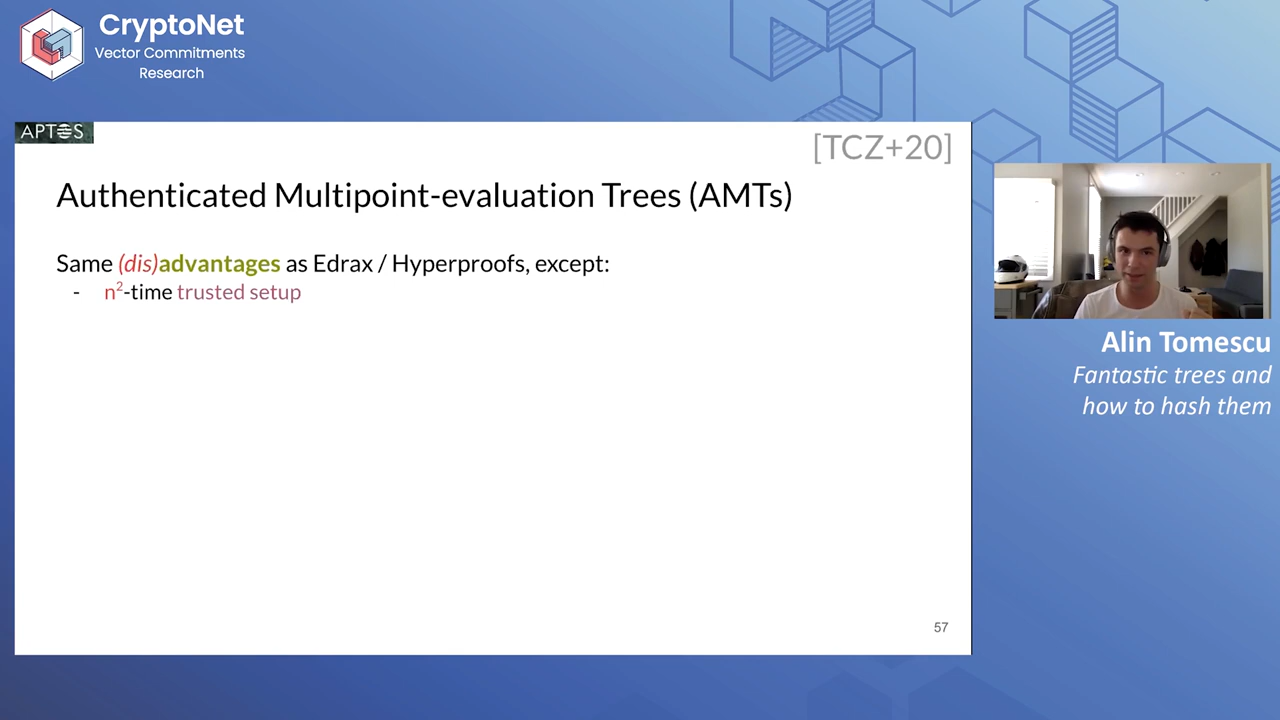 CryptoNet
Vector Commitments
Research
APTOS
[TCZ+20]
Authenticated Multipoint-evaluation Trees (AMTs)
Same (dis)advantages as Edrax / Hyperproofs, except:
- n²-time trusted setup
57
Alin Tomescu
Fantastic trees and
how to hash them